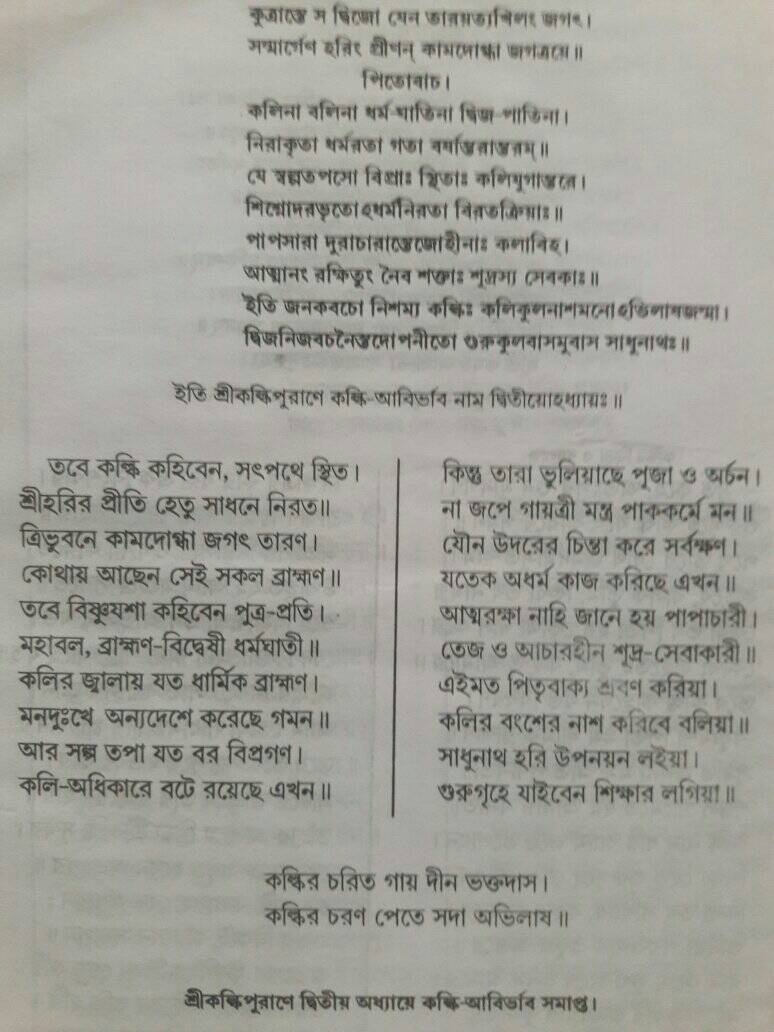 কুত্রাস্তে স দ্বিজো যেন তারয়ত্যখিলং জগৎ।
সন্মার্গেণ হরিং প্রীণন্ কামদোগ্ধা জগত্রয়ে॥
পিতোবাচ।
কলিনা বলিনা ধর্ম-ঘাতিনা দ্বিজ-পাতিনা।
নিরাকৃতা ধর্মরতা গতা বর্ষান্তরান্তরম্॥
যে স্বল্পতপসো বিপ্রাঃ স্থিতাঃ কলিযুগান্তরে।
শিশ্নোদরভৃতোঽধর্মনিরতা বিরতক্রিয়াঃ॥
পাপসারা দুরাচারাস্তেজোহীনাঃ কলাবিহ।
আত্মানং রক্ষিতুং নৈব শক্তাঃ শূদ্রস্য সেবকাঃ॥
ইতি জনকবচো নিশম্য কল্কিঃ কলিকুলনাশমনোঽভিলাষজন্মা।
দ্বিজনিজবচনৈস্তদোপনীতো গুরুকুলবাসমুবাস সাধুনাথঃ॥
ইতি শ্রীকল্কিপুরাণে কল্কি-আবির্ভাব নাম দ্বিতীয়োঽধ্যায়ঃ॥
তবে কল্কি কহিবেন, সৎপথে স্থিত।
শ্রীহরির প্রীতি হেতু সাধনে নিরত॥
ত্রিভুবনে কামদোগ্ধা জগৎ তারণ।
কোথায় আছেন সেই সকল ব্রাহ্মণ॥
তবে বিষ্ণুযশা কহিবেন পুত্র-প্রতি।
মহাবল, ব্রাহ্মণ-বিদ্বেষী ধর্মঘাতী॥
কলির জ্বালায় যত ধার্মিক ব্রাহ্মণ।
মনদুঃখে অন্যদেশে করেছে গমন॥
আর সল্প তপা যত বর বিপ্রগণ।
কলি-অধিকারে বটে রয়েছে এখন॥
কিন্তু তারা ভুলিয়াছে পূজা ও অর্চন।
না জপে গায়ত্রী মন্ত্র পাককর্মে মন॥
যৌন উদরের চিন্তা করে সর্বক্ষণ।
যতেক অধর্ম কাজ করিছে এখন॥
আত্মরক্ষা নাহি জানে হয় পাপাচারী।
তেজ ও আচারহীন শূদ্র-সেবাকারী॥
এইমত পিতৃবাক্য শ্রবণ করিয়া।
কলির বংশের নাশ করিবে বলিয়া॥
সাধুনাথ হরি উপনয়ন লইয়া।
গুরুগৃহে যাইবেন শিক্ষার লগিয়া॥
কল্কির চরিত গায় দীন ভক্তদাস।
কল্কির চরণ পেতে সদা অভিলাষ॥
শ্রীকল্কিপুরাণে দ্বিতীয় অধ্যায়ে কল্কি-আবির্ভাব সমাপ্ত।